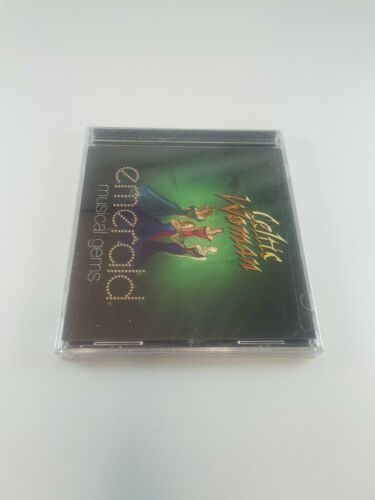 Celtic
Woman
emerald
musical gems